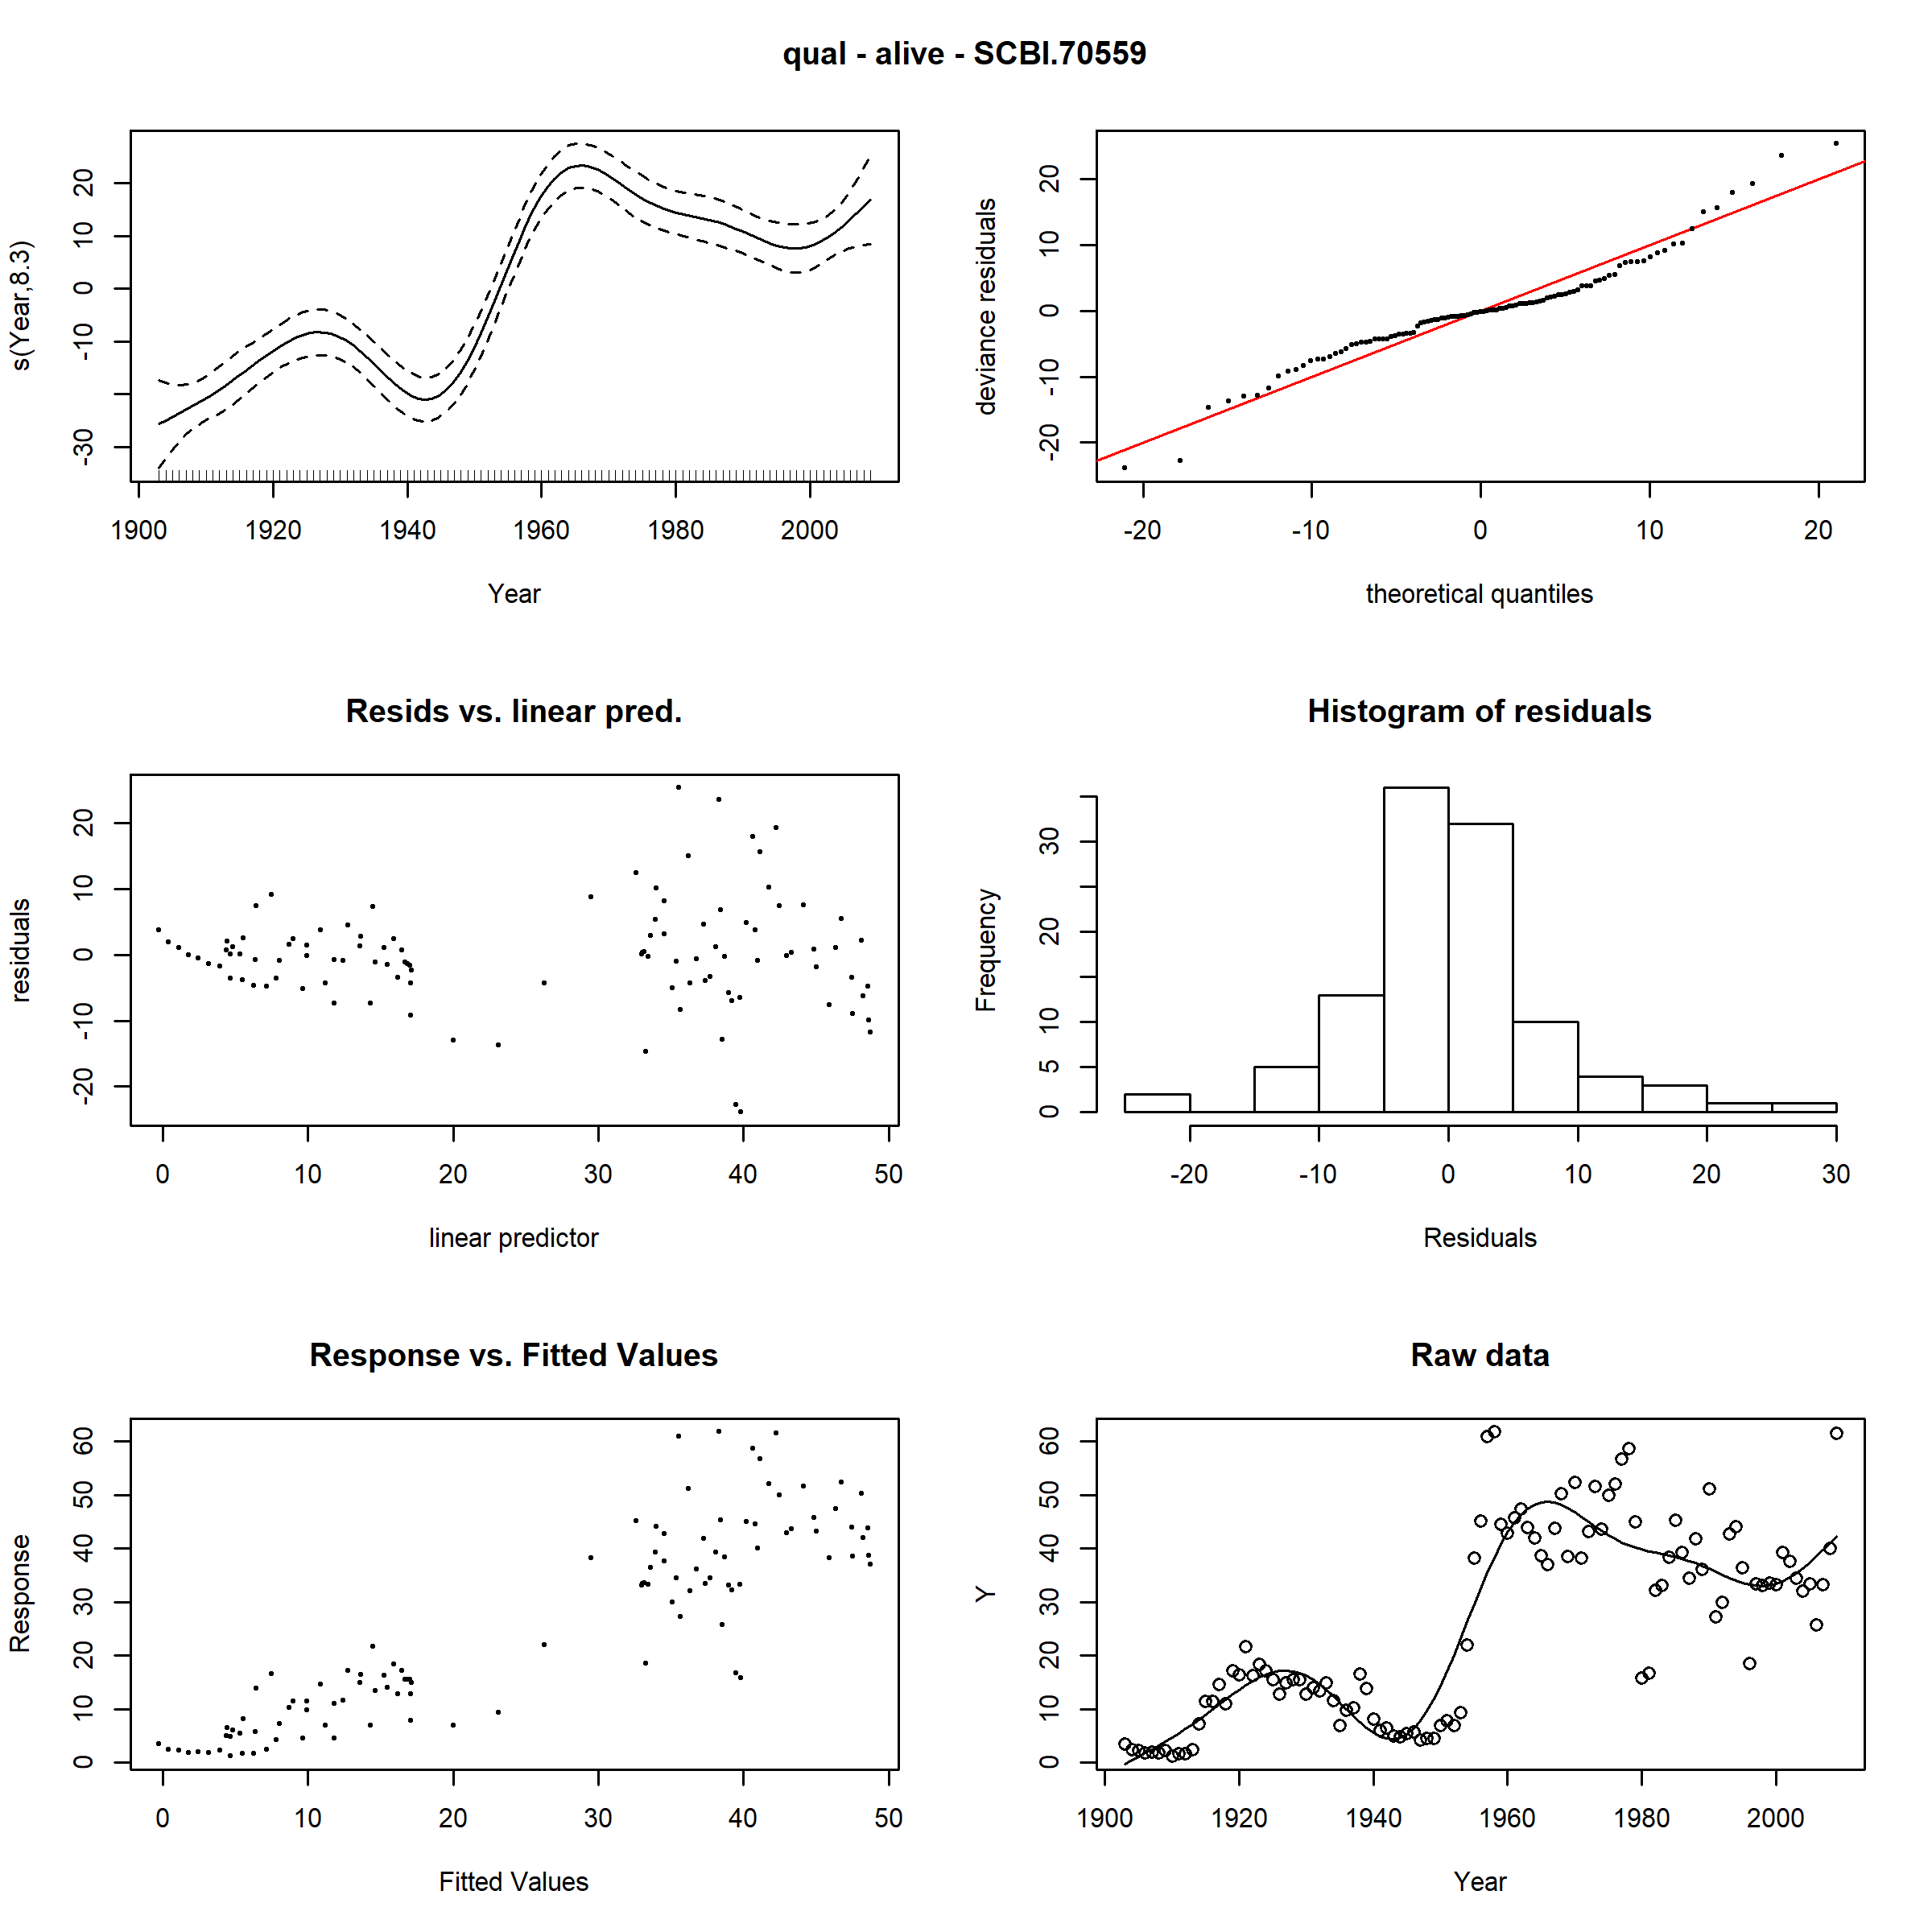 qual - alive - SCBI.70559
s(Year,8.3)
20
10
0
-10
-30
1900 1920 1940 1960 1980 2000
Year
deviance residuals
20
10
0
-10
-20
-20 -10 0 10 20
theoretical quantiles
Resids vs. linear pred.
residuals
20
10
0
-10
-20
0 10 20 30 40 50
linear predictor
Histogram of residuals
Frequency
30
20
10
5
0
-20 -10 0 10 20 30
Residuals
Response vs. Fitted Values
Response
60
50
40
30
20
10
0
0 10 20 30 40 50
Fitted Values
Raw data
Y
60
50
40
30
20
10
0
1900 1920 1940 1960 1980 2000
Year